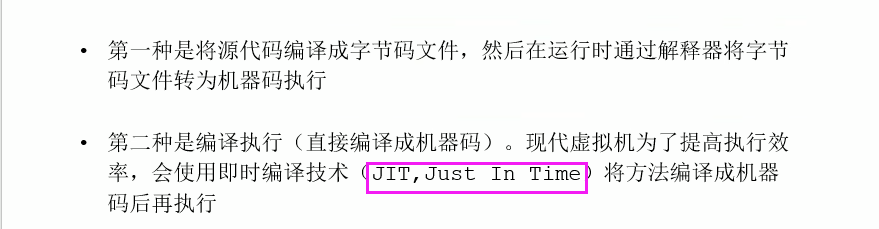 • 第一种是将源代码编译成字节码文件，然后在运行时通过解释器将字节
码文件转为机器码执行
• 第二种是编译执行（直接编译成机器码）。现代虚拟机为了提高执行效
率，会使用即时编译技术（JIT,Just In Time）将方法编译成机器
码后再执行